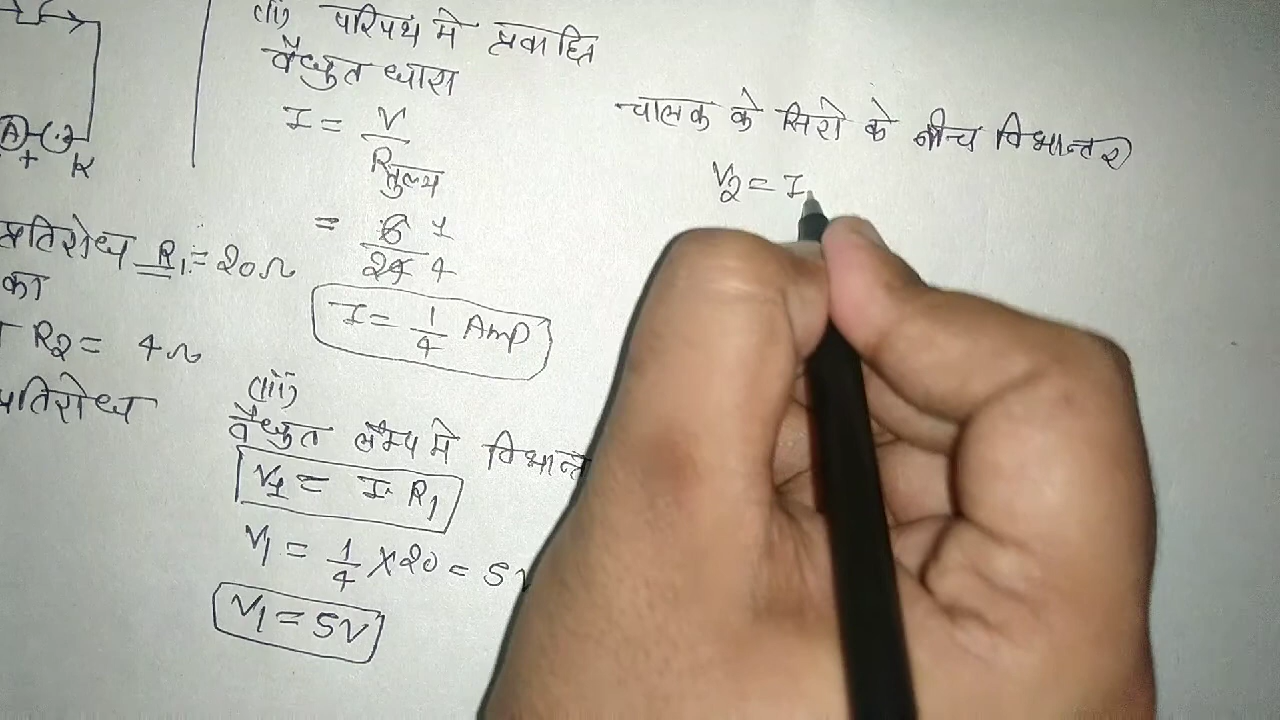 A
+ K
प्रतिरोध R₁ = 20Ω
का
R₂ = 4Ω
प्रतिरोध
(ii) परिपथ मे प्रवाहित
वैधुत धारा
I = V
R तुल्य
= 6 1
24 4
I = 1/4 Amp
(iii)
वैधुत लैम्प मे
V₁ = I· R₁
V₁ = 1/4 × 20 = 5V
V₁ = 5V
चालक के सिरो के बीच विभान्तर
V₂ = I